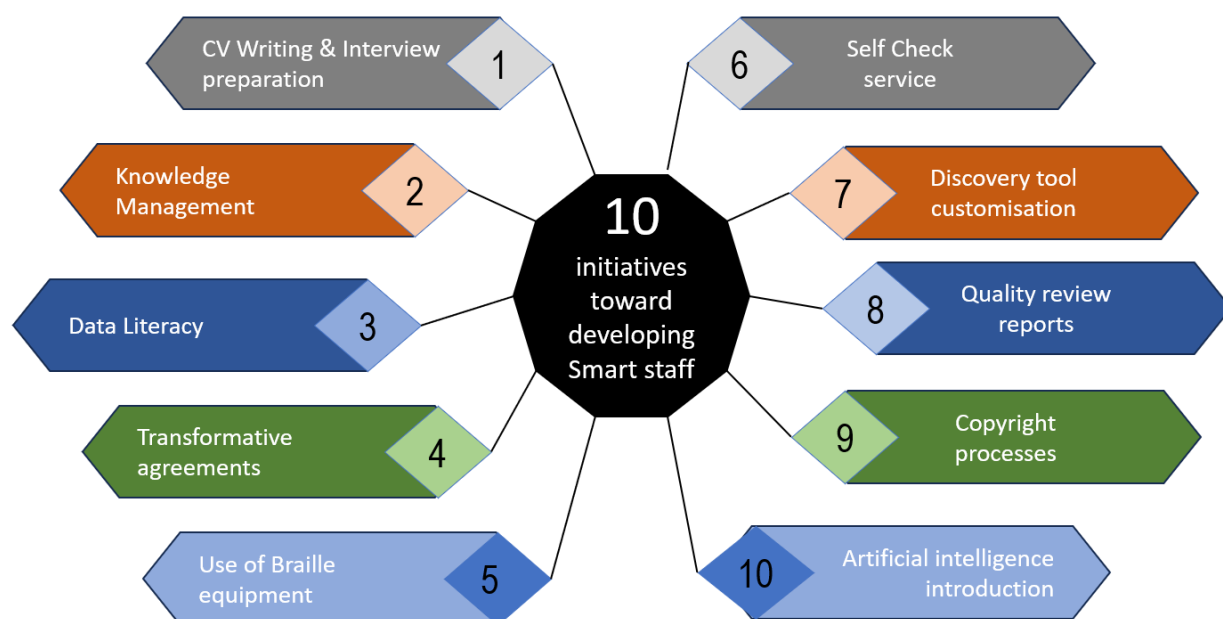 10
initiatives
toward
developing
Smart staff
1
CV Writing & Interview
preparation
2
Knowledge
Management
3
Data Literacy
4
Transformative
agreements
5
Use of Braille
equipment
6
Self Check
service
7
Discovery tool
customisation
8
Quality review
reports
9
Copyright
processes
10
Artificial intelligence
introduction